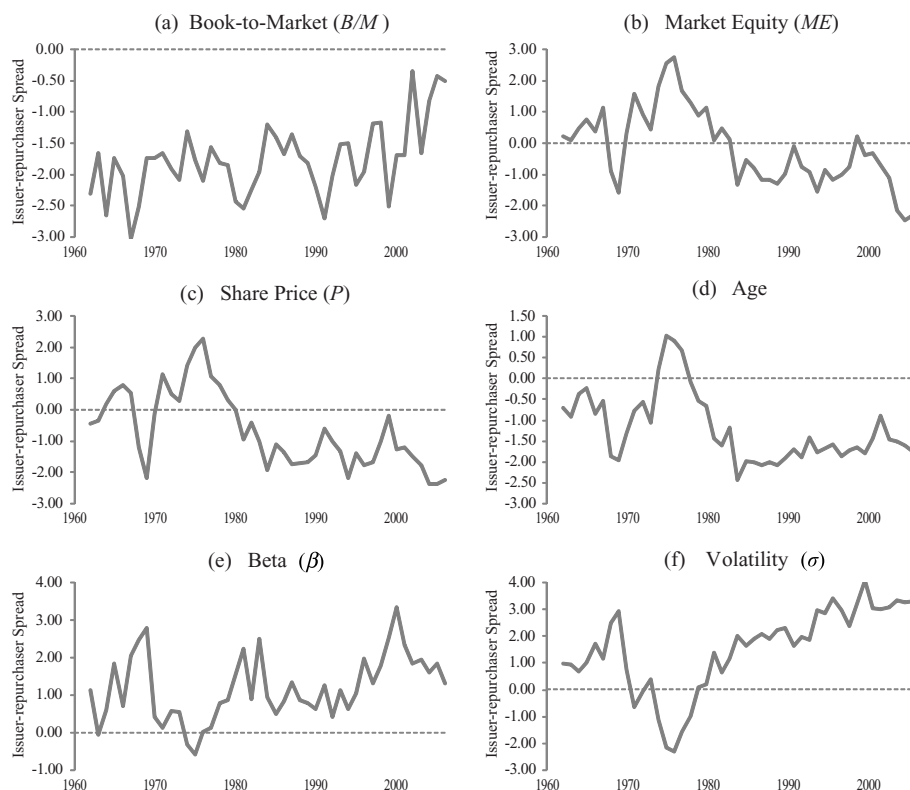 (a) Book-to-Market (B/M )
Issuer-repurchaser Spread
0.00
-0.50
-1.00
-1.50
-2.00
-2.50
-3.00
1960 1970 1980 1990 2000
(b) Market Equity (ME)
Issuer-repurchaser Spread
3.00
2.00
1.00
0.00
-1.00
-2.00
-3.00
1960 1970 1980 1990 2000
(c) Share Price (P)
Issuer-repurchaser Spread
3.00
2.00
1.00
0.00
-1.00
-2.00
-3.00
1960 1970 1980 1990 2000
(d) Age
Issuer-repurchaser Spread
1.50
1.00
0.50
0.00
-0.50
-1.00
-1.50
-2.00
-2.50
-3.00
1960 1970 1980 1990 2000
(e) Beta (β)
Issuer-repurchaser Spread
4.00
3.00
2.00
1.00
0.00
-1.00
1960 1970 1980 1990 2000
(f) Volatility (σ)
Issuer-repurchaser Spread
4.00
3.00
2.00
1.00
0.00
-1.00
-2.00
-3.00
1960 1970 1980 1990 2000